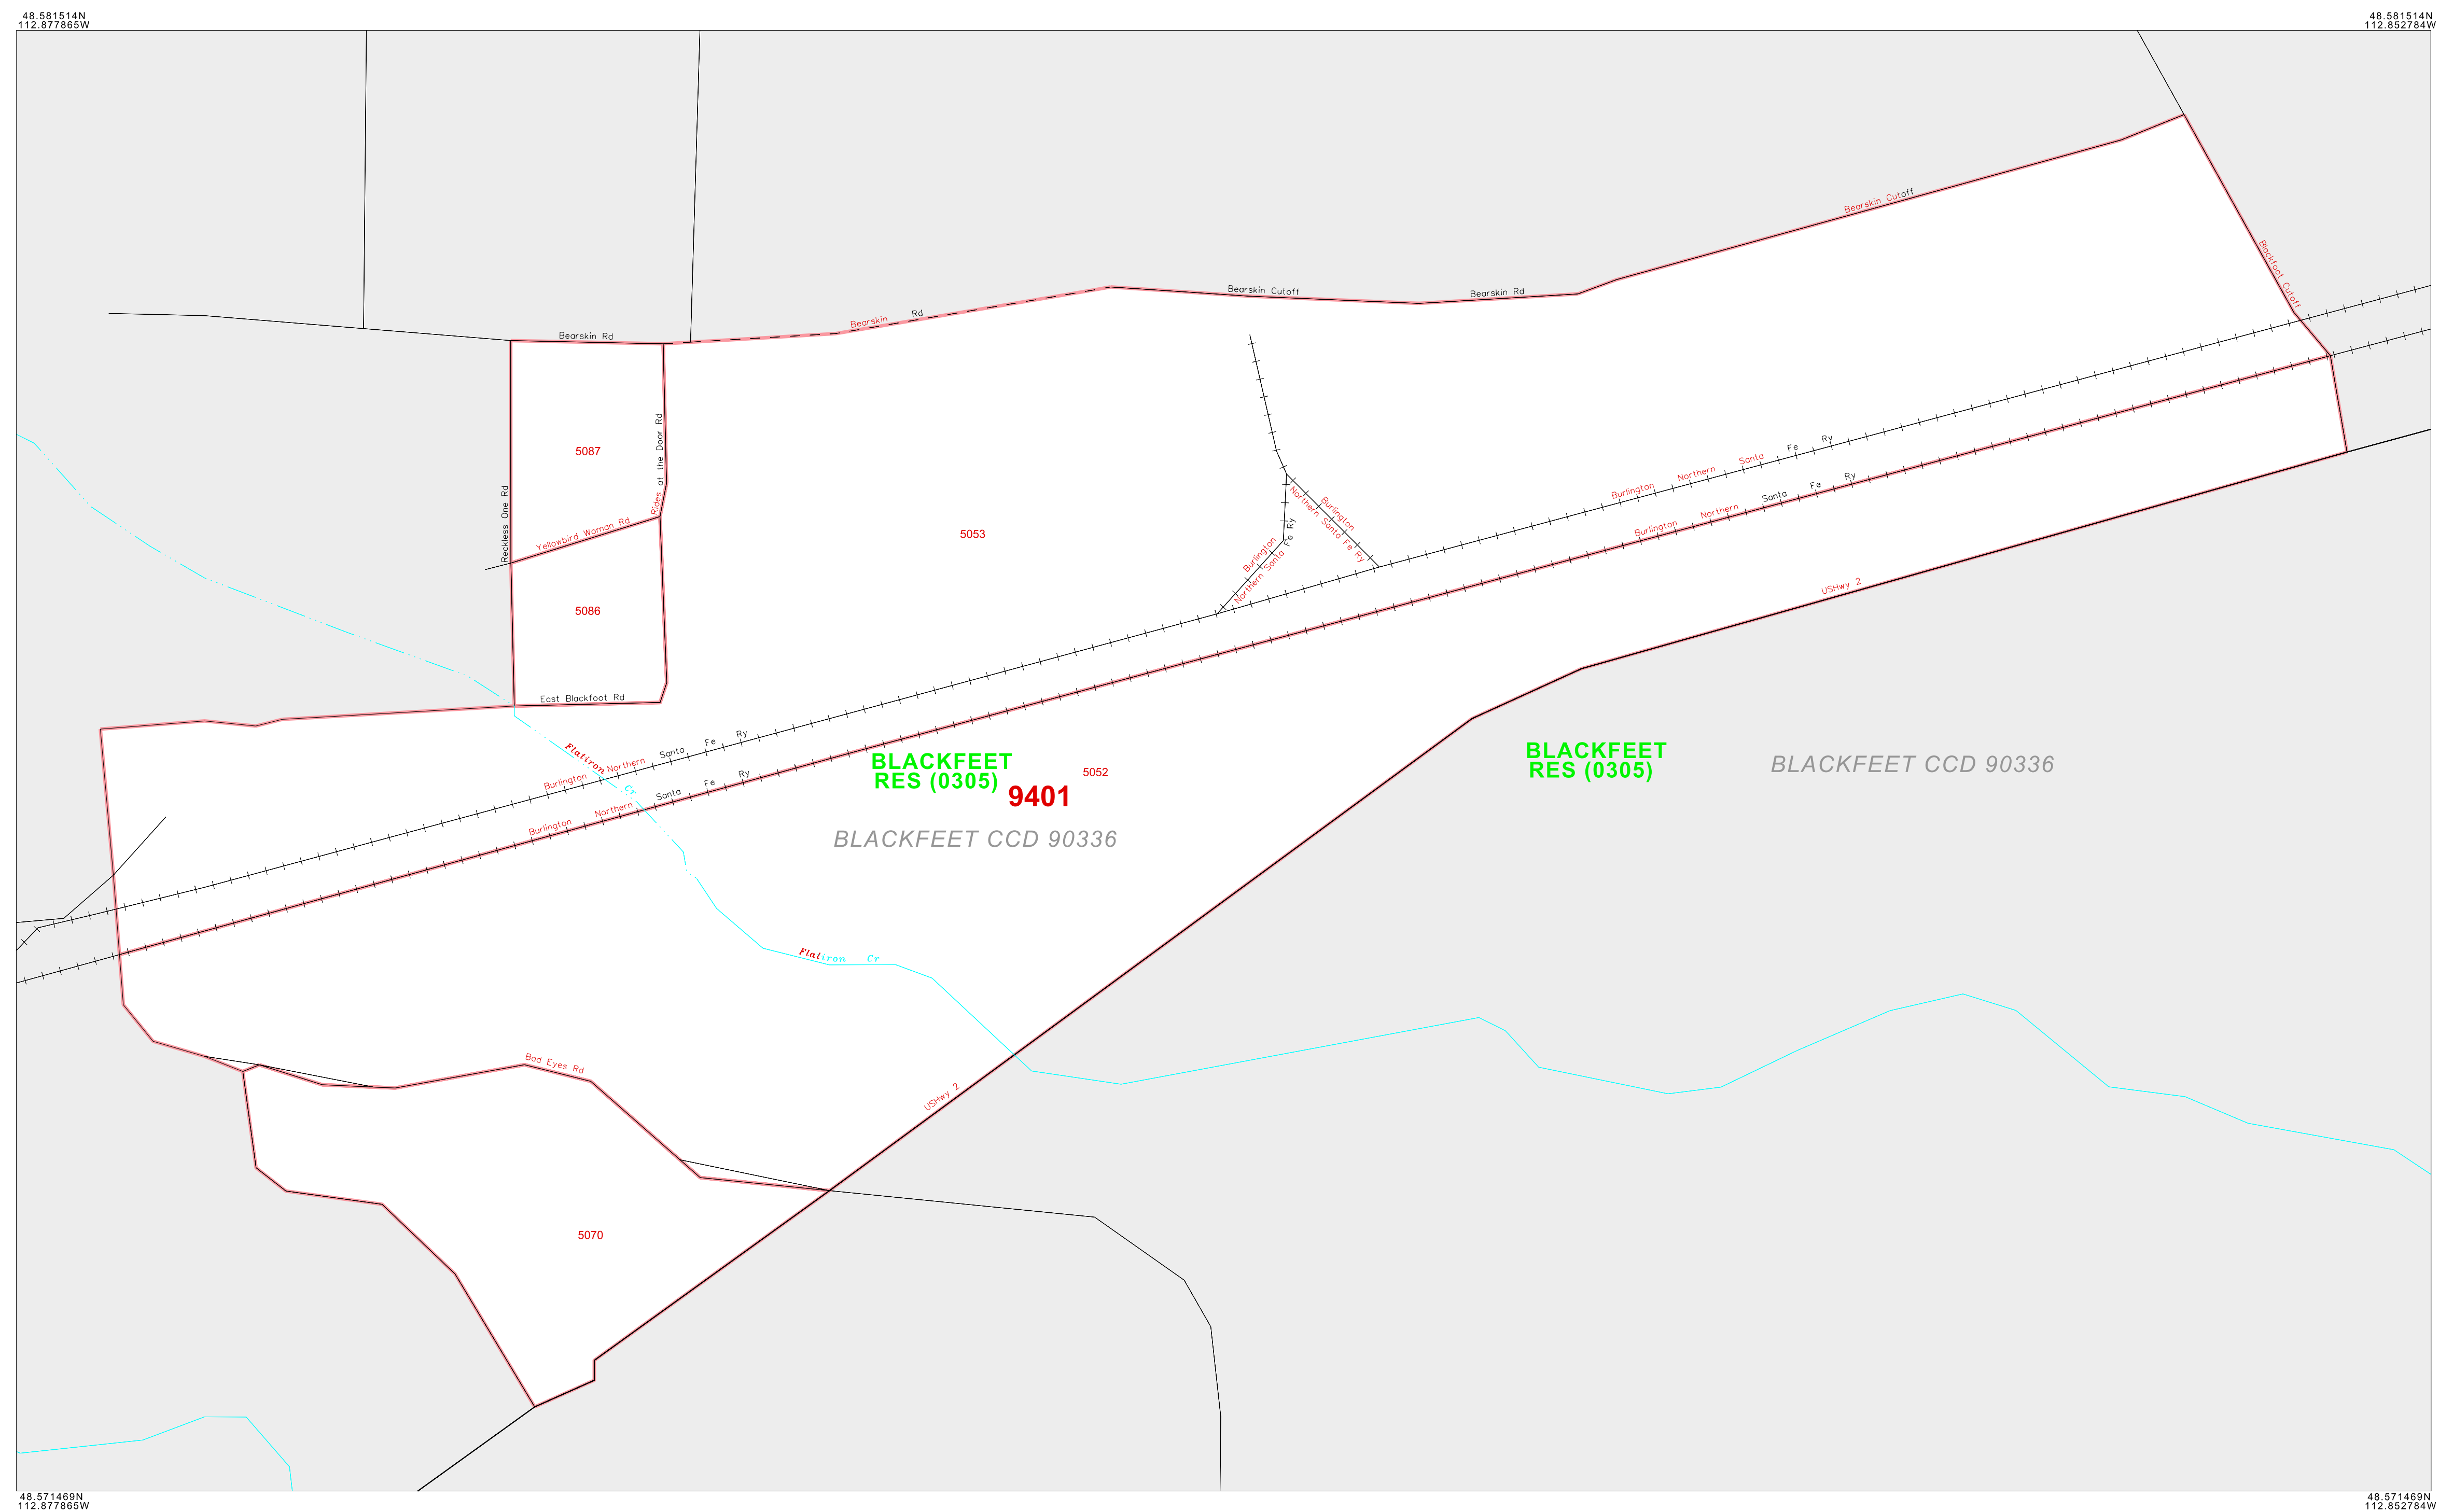 48.581514N
112.877865W
48.581514N
112.852784W
Bearskin Cutoff
Blackfoot Cutoff
Bearskin Cutoff
Bearskin Rd
Bearskin Rd
Bearskin Rd
5087
Reckless One Rd
Rides at the Door Rd
Yellowbird Woman Rd
5053
5086
Burlington
Northern Santa Fe Ry
Burlington
Northern Santa Fe Ry
Burlington Northern Santa Fe Ry
Burlington Northern Santa Fe Ry
USHwy 2
East Blackfoot Rd
Flatiron Cr
Burlington Northern Santa Fe Ry
Burlington Northern Santa Fe Ry
BLACKFEET
RES (0305)
5052
9401
BLACKFEET CCD 90336
BLACKFEET
RES (0305)
BLACKFEET CCD 90336
Flatiron Cr
Bad Eyes Rd
USHwy 2
5070
48.571469N
112.877865W
48.571469N
112.852784W